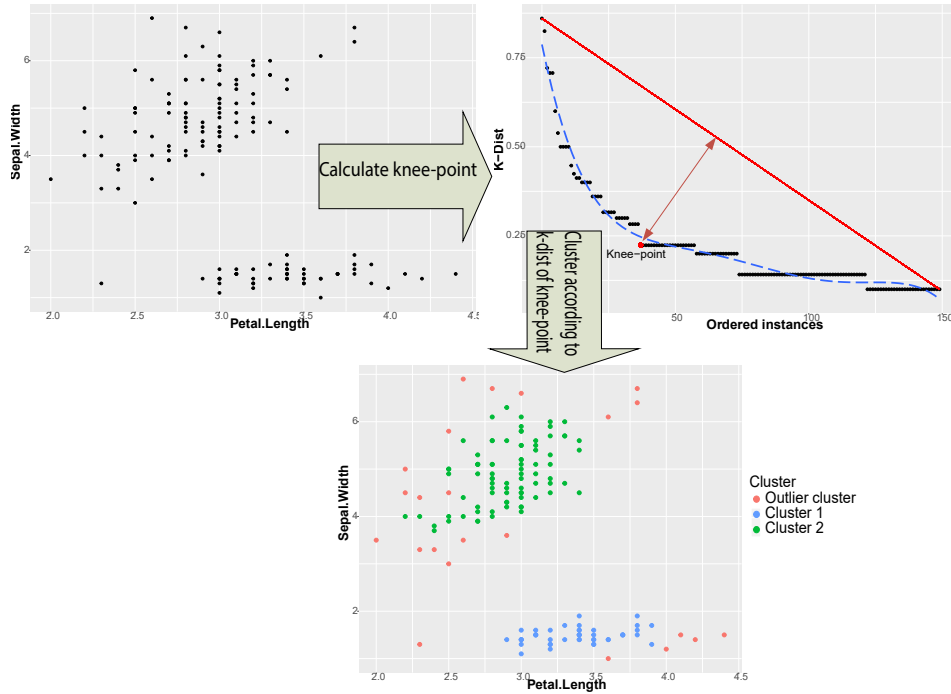 Sepal.Width
6
4
2
2.0
2.5
3.0
3.5
4.0
4.5
Petal.Length
Calculate knee-point
K−Dist
0.75
0.50
0.25
Knee−point
50
100
150
Ordered instances
Cluster according to
k-dist of knee-point
Sepal.Width
6
4
2
2.0
2.5
3.0
3.5
4.0
4.5
Petal.Length
Cluster
Outlier cluster
Cluster 1
Cluster 2